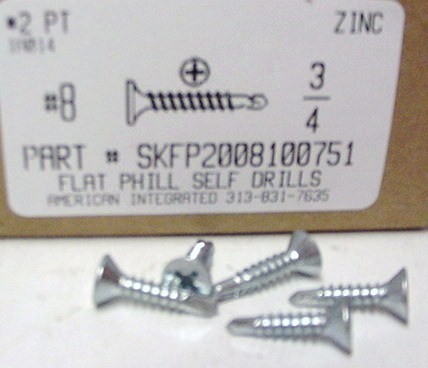 #2 PT ZINC
#8 3/4
PART # SKFP2008100751
FLAT PHILL SELF DRILLS
AMERICAN INTEGRATED 313-831-7635